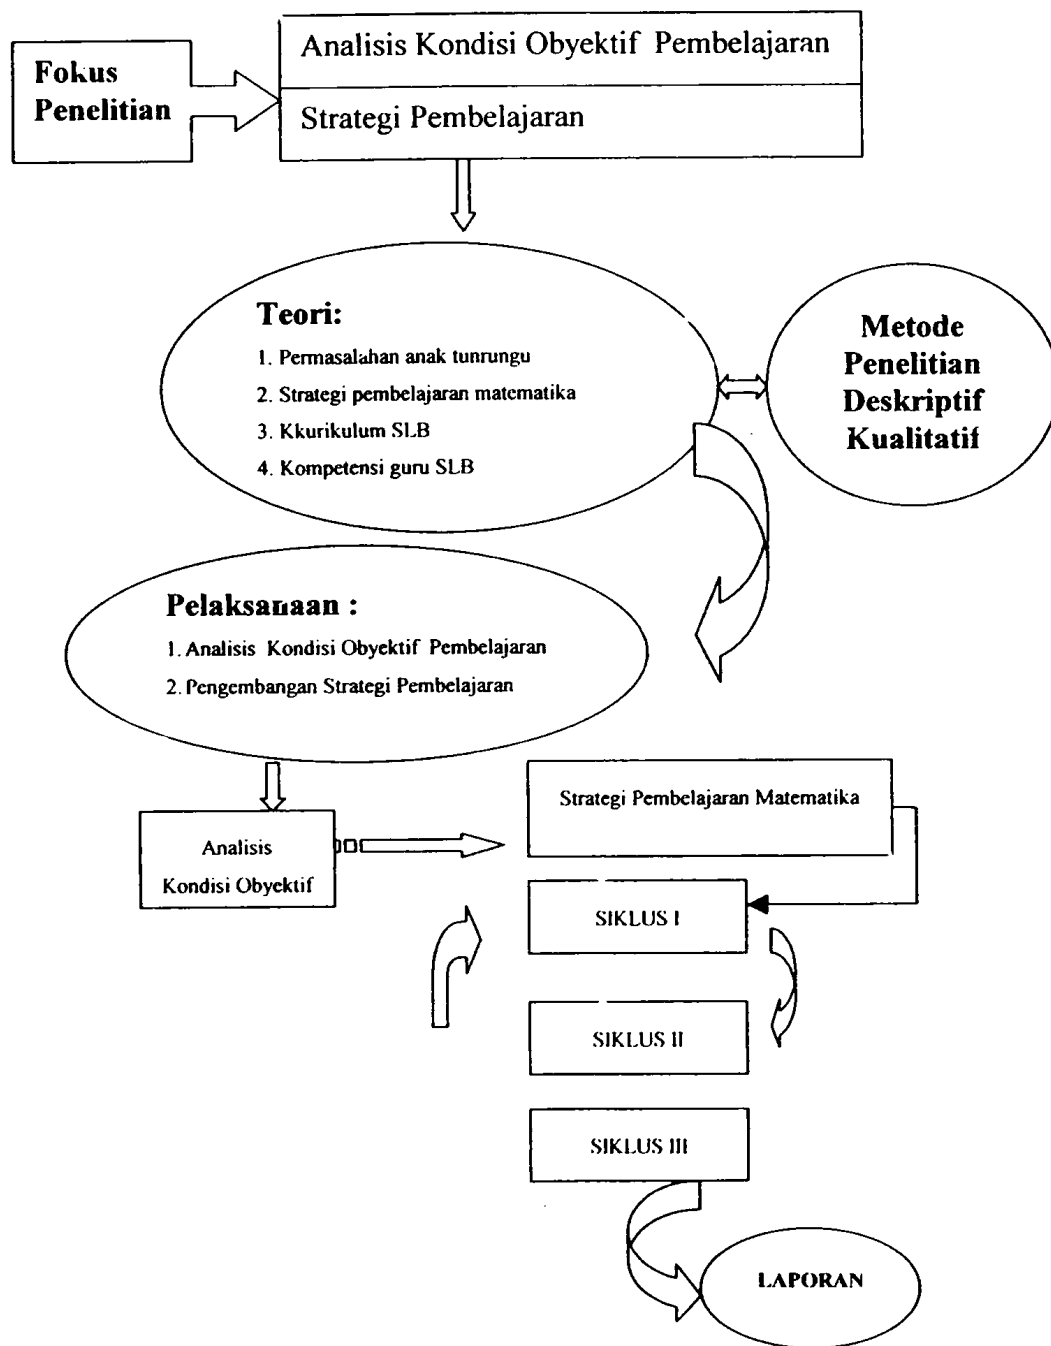 Fokus
Penelitian
Analisis Kondisi Obyektif Pembelajaran
Strategi Pembelajaran
Teori:
1. Permasalahan anak tunrungu
2. Strategi pembelajaran matematika
3. Kkurikulum SLB
4. Kompetensi guru SLB
Metode
Penelitian
Deskriptif
Kualitatif
Pelaksanaan :
1. Analisis Kondisi Obyektif Pembelajaran
2. Pengembangan Strategi Pembelajaran
Analisis
Kondisi Obyektif
Strategi Pembelajaran Matematika
SIKLUS I
SIKLUS II
SIKLUS III
LAPORAN